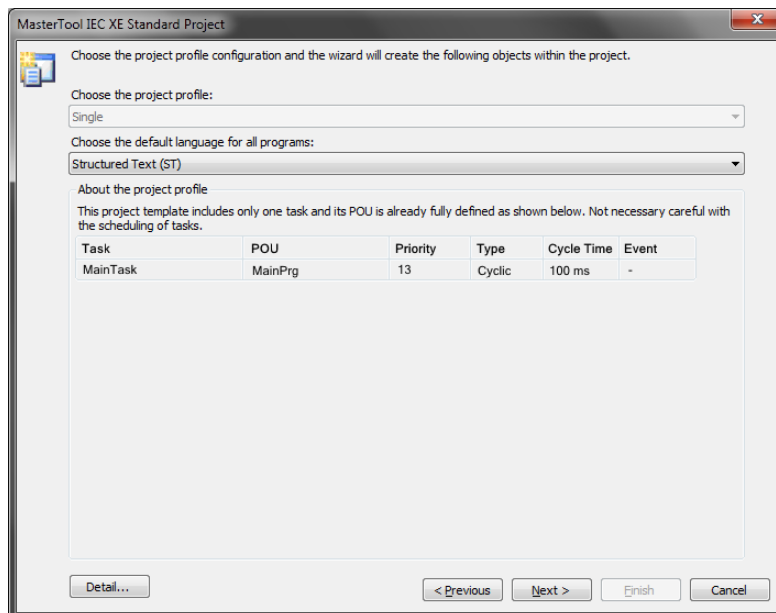 MasterTool IEC XE Standard Project
Choose the project profile configuration and the wizard will create the following objects within the project.
Choose the project profile:
Single
Choose the default language for all programs:
Structured Text (ST)
About the project profile
This project template includes only one task and its POU is already fully defined as shown below. Not necessary careful with
the scheduling of tasks.
Task POU Priority Type Cycle Time Event
MainTask MainPrg 13 Cyclic 100 ms -
Detail... < Previous Next > Finish Cancel